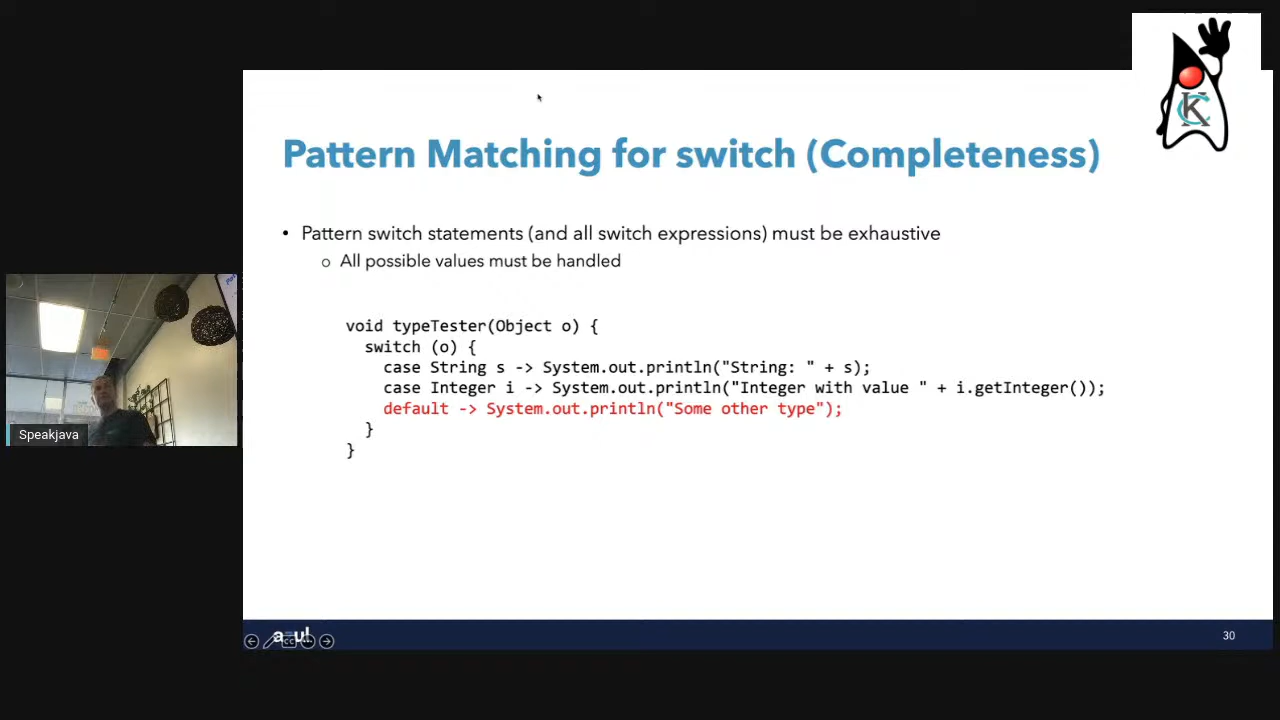 Pattern Matching for switch (Completeness)
• Pattern switch statements (and all switch expressions) must be exhaustive
o All possible values must be handled
void typeTester(Object o) {
switch (o) {
case String s -> System.out.println("String: " + s);
case Integer i -> System.out.println("Integer with value " + i.getInteger());
default -> System.out.println("Some other type");
}
}
Speakjava
KC
azul
30